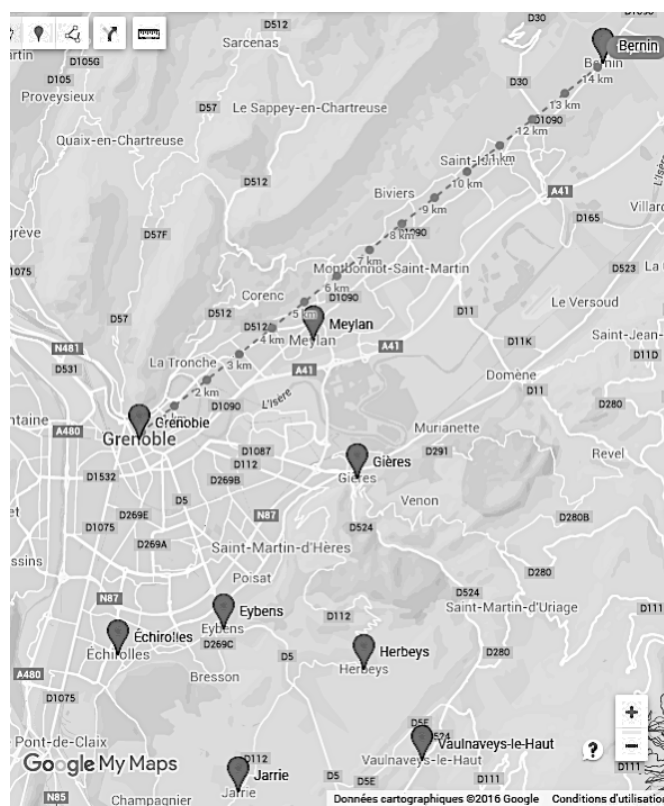 D512
D30
D1090
Bernin
Bernin
Sarcenas
D105G
D105
Proveysieux
D57
Le Sappey-en-Chartreuse
D30
14 km
13 km
D1090
12 km
Quaix-en-Chartreuse
11 km
D512
10 km
Biviers
A41
9 km
D165
D57F
8 km
D1090
7 km
D523
Montbonnot-Saint-Martin
1075
6 km
Corenc
D1090
Le Versoud
D57
D512
5 km
D11
D512
Meylan
4 km
Meylan
N481
D11K
A41
3 km
D11D
La Tronche
D531
A41
Domène
2 km
L'Isère
D11
D1090
D280
Grenoble
Grenoble
A480
Murianette
D1087
D291
Revel
D112
Gières
D1532
D269B
Gières
D5
Venon
D269E
N87
D280B
D1075
D524
D269A
Saint-Martin-d'Hères
D280
Poisat
D524
N87
Saint-Martin-d'Uriage
D111
Eybens
D112
Eybens
Échirolles
Herbeys
D269C
D280
Échirolles
D5
Herbeys
Bresson
A480
D1075
D5E
D524
Vaulnaveys-le-Haut
Pont-de-Claix
D112
Vaulnaveys-le-Haut
Google My Maps
Jarrie
D5
D111
D111
D5E
Jarrie
N85
Champagnier
Données cartographiques ©2016 Google
Conditions d'utilisatio